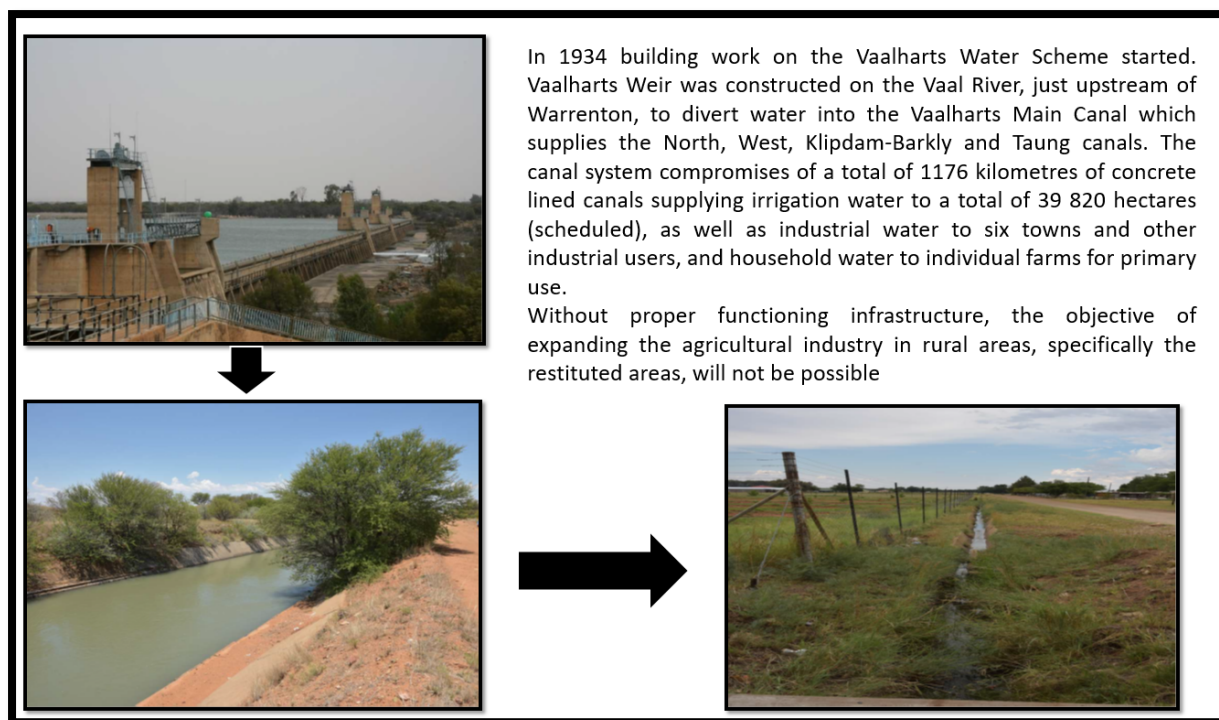 In 1934 building work on the Vaalharts Water Scheme started.
Vaalharts Weir was constructed on the Vaal River, just upstream of
Warrenton, to divert water into the Vaalharts Main Canal which
supplies the North, West, Klipdam-Barkly and Taung canals. The
canal system compromises of a total of 1176 kilometres of concrete
lined canals supplying irrigation water to a total of 39 820 hectares
(scheduled), as well as industrial water to six towns and other
industrial users, and household water to individual farms for primary
use.
Without proper functioning infrastructure, the objective of
expanding the agricultural industry in rural areas, specifically the
restituted areas, will not be possible